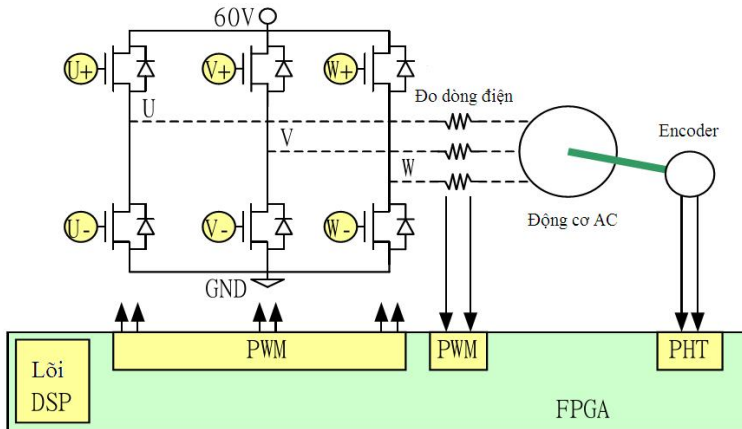 60V
U+
V+
W+
Đo dòng điện
U
Encoder
V
W
U-
V-
W-
Động cơ AC
GND
PWM
PWM
PHT
Lõi
DSP
FPGA